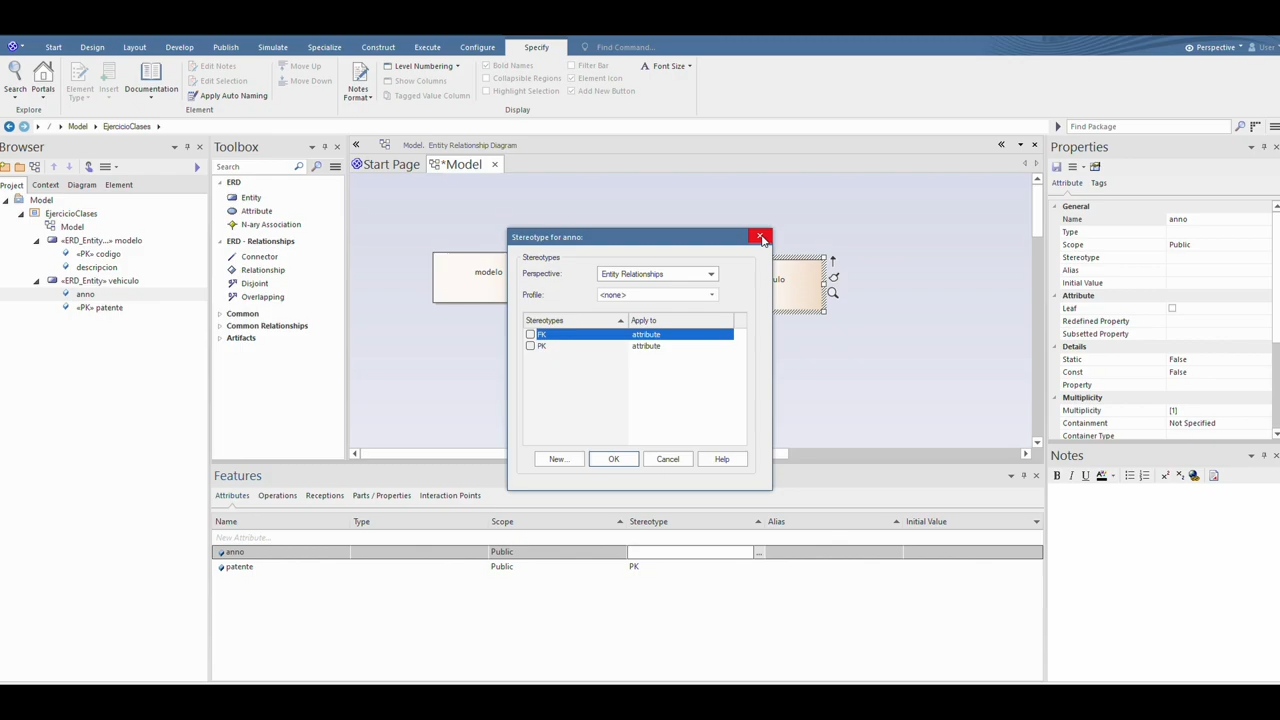 Start Design Layout Develop Publish Simulate Specialize Construct Execute Configure Specify Find Command... Perspective User
Search Portals Element Type Insert Documentation Edit Notes Move Up Notes Format Level Numbering Bold Names Filter Bar Font Size
Edit Selection Move Down Show Columns Collapsible Regions Element Icon
Apply Auto Naming Tagged Value Column Highlight Selection Add New Button
Explore Element Display
/ Model EjercicioClases Find Package
Browser
Project Context Diagram Element
Model
EjercicioClases
Model
«ERD_Entity...» modelo
«PK» codigo
descripcion
«ERD_Entity» vehiculo
anno
«PK» patente
Toolbox
Search
ERD
Entity
Attribute
N-ary Association
ERD - Relationships
Connector
Relationship
Disjoint
Overlapping
Common
Common Relationships
Artifacts
Model. Entity Relationship Diagram
Start Page *Model
modelo
Stereotype for anno:
Stereotypes
Perspective: Entity Relationships
Profile: <none>
Stereotypes Apply to
FK attribute
PK attribute
New... OK Cancel Help
Features
Attributes Operations Receptions Parts / Properties Interaction Points
Name Type Scope Stereotype Alias Initial Value
New Attribute...
anno Public ...
patente Public PK
Properties
Attribute Tags
General
Name anno
Type
Scope Public
Stereotype
Alias
Initial Value
Attribute
Leaf
Redefined Property
Subsetted Property
Details
Static False
Const False
Property
Multiplicity
Multiplicity [1]
Containment Not Specified
Container Type
Notes
B I U